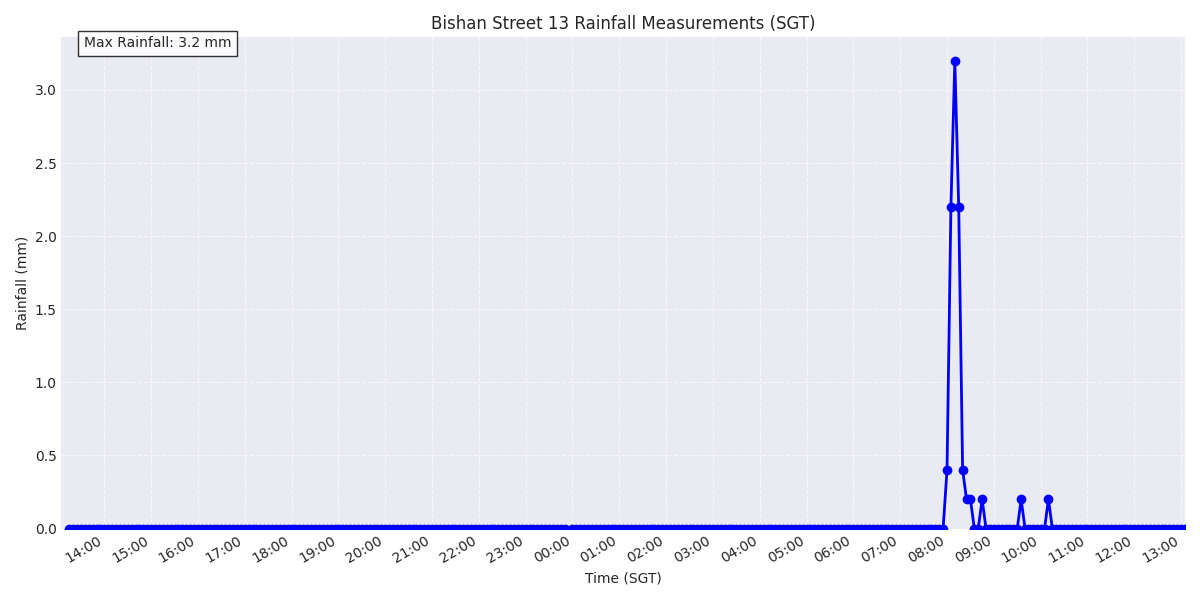 Bishan Street 13 Rainfall Measurements (SGT)
Max Rainfall: 3.2 mm
3.0
2.5
2.0
1.5
1.0
0.5
0.0
Rainfall (mm)
14:00 15:00 16:00 17:00 18:00 19:00 20:00 21:00 22:00 23:00 00:00 01:00 02:00 03:00 04:00 05:00 06:00 07:00 08:00 09:00 10:00 11:00 12:00 13:00
Time (SGT)